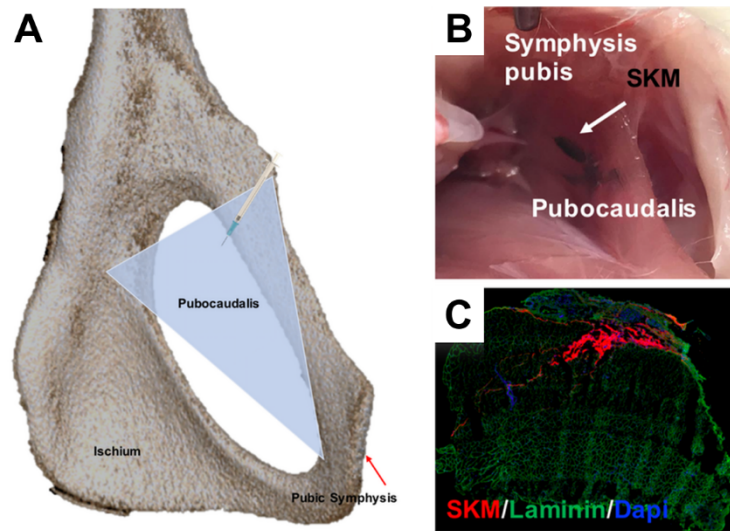 A
Pubocaudalis
Ischium
Pubic Symphysis
B
Symphysis
pubis
SKM
Pubocaudalis
C
SKM/Laminin/Dapi